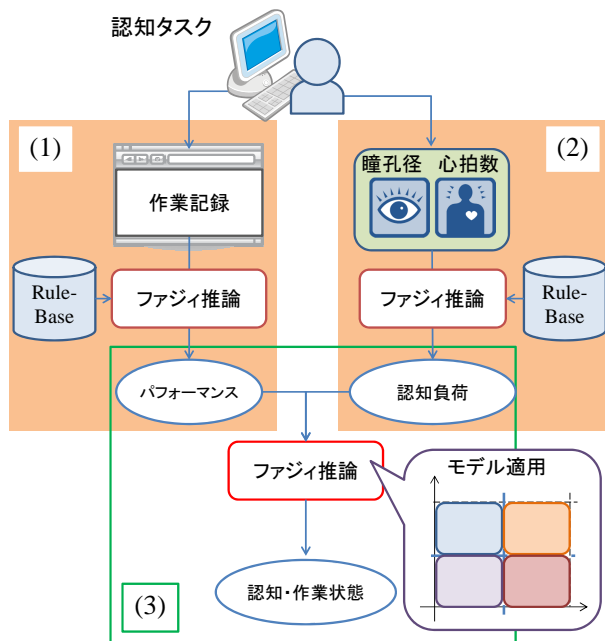 認知タスク
(1)
(2)
作業記録
瞳孔径 心拍数
Rule-
Base
ファジィ推論
ファジィ推論
Rule-
Base
パフォーマンス
認知負荷
ファジィ推論
モデル適用
認知・作業状態
(3)